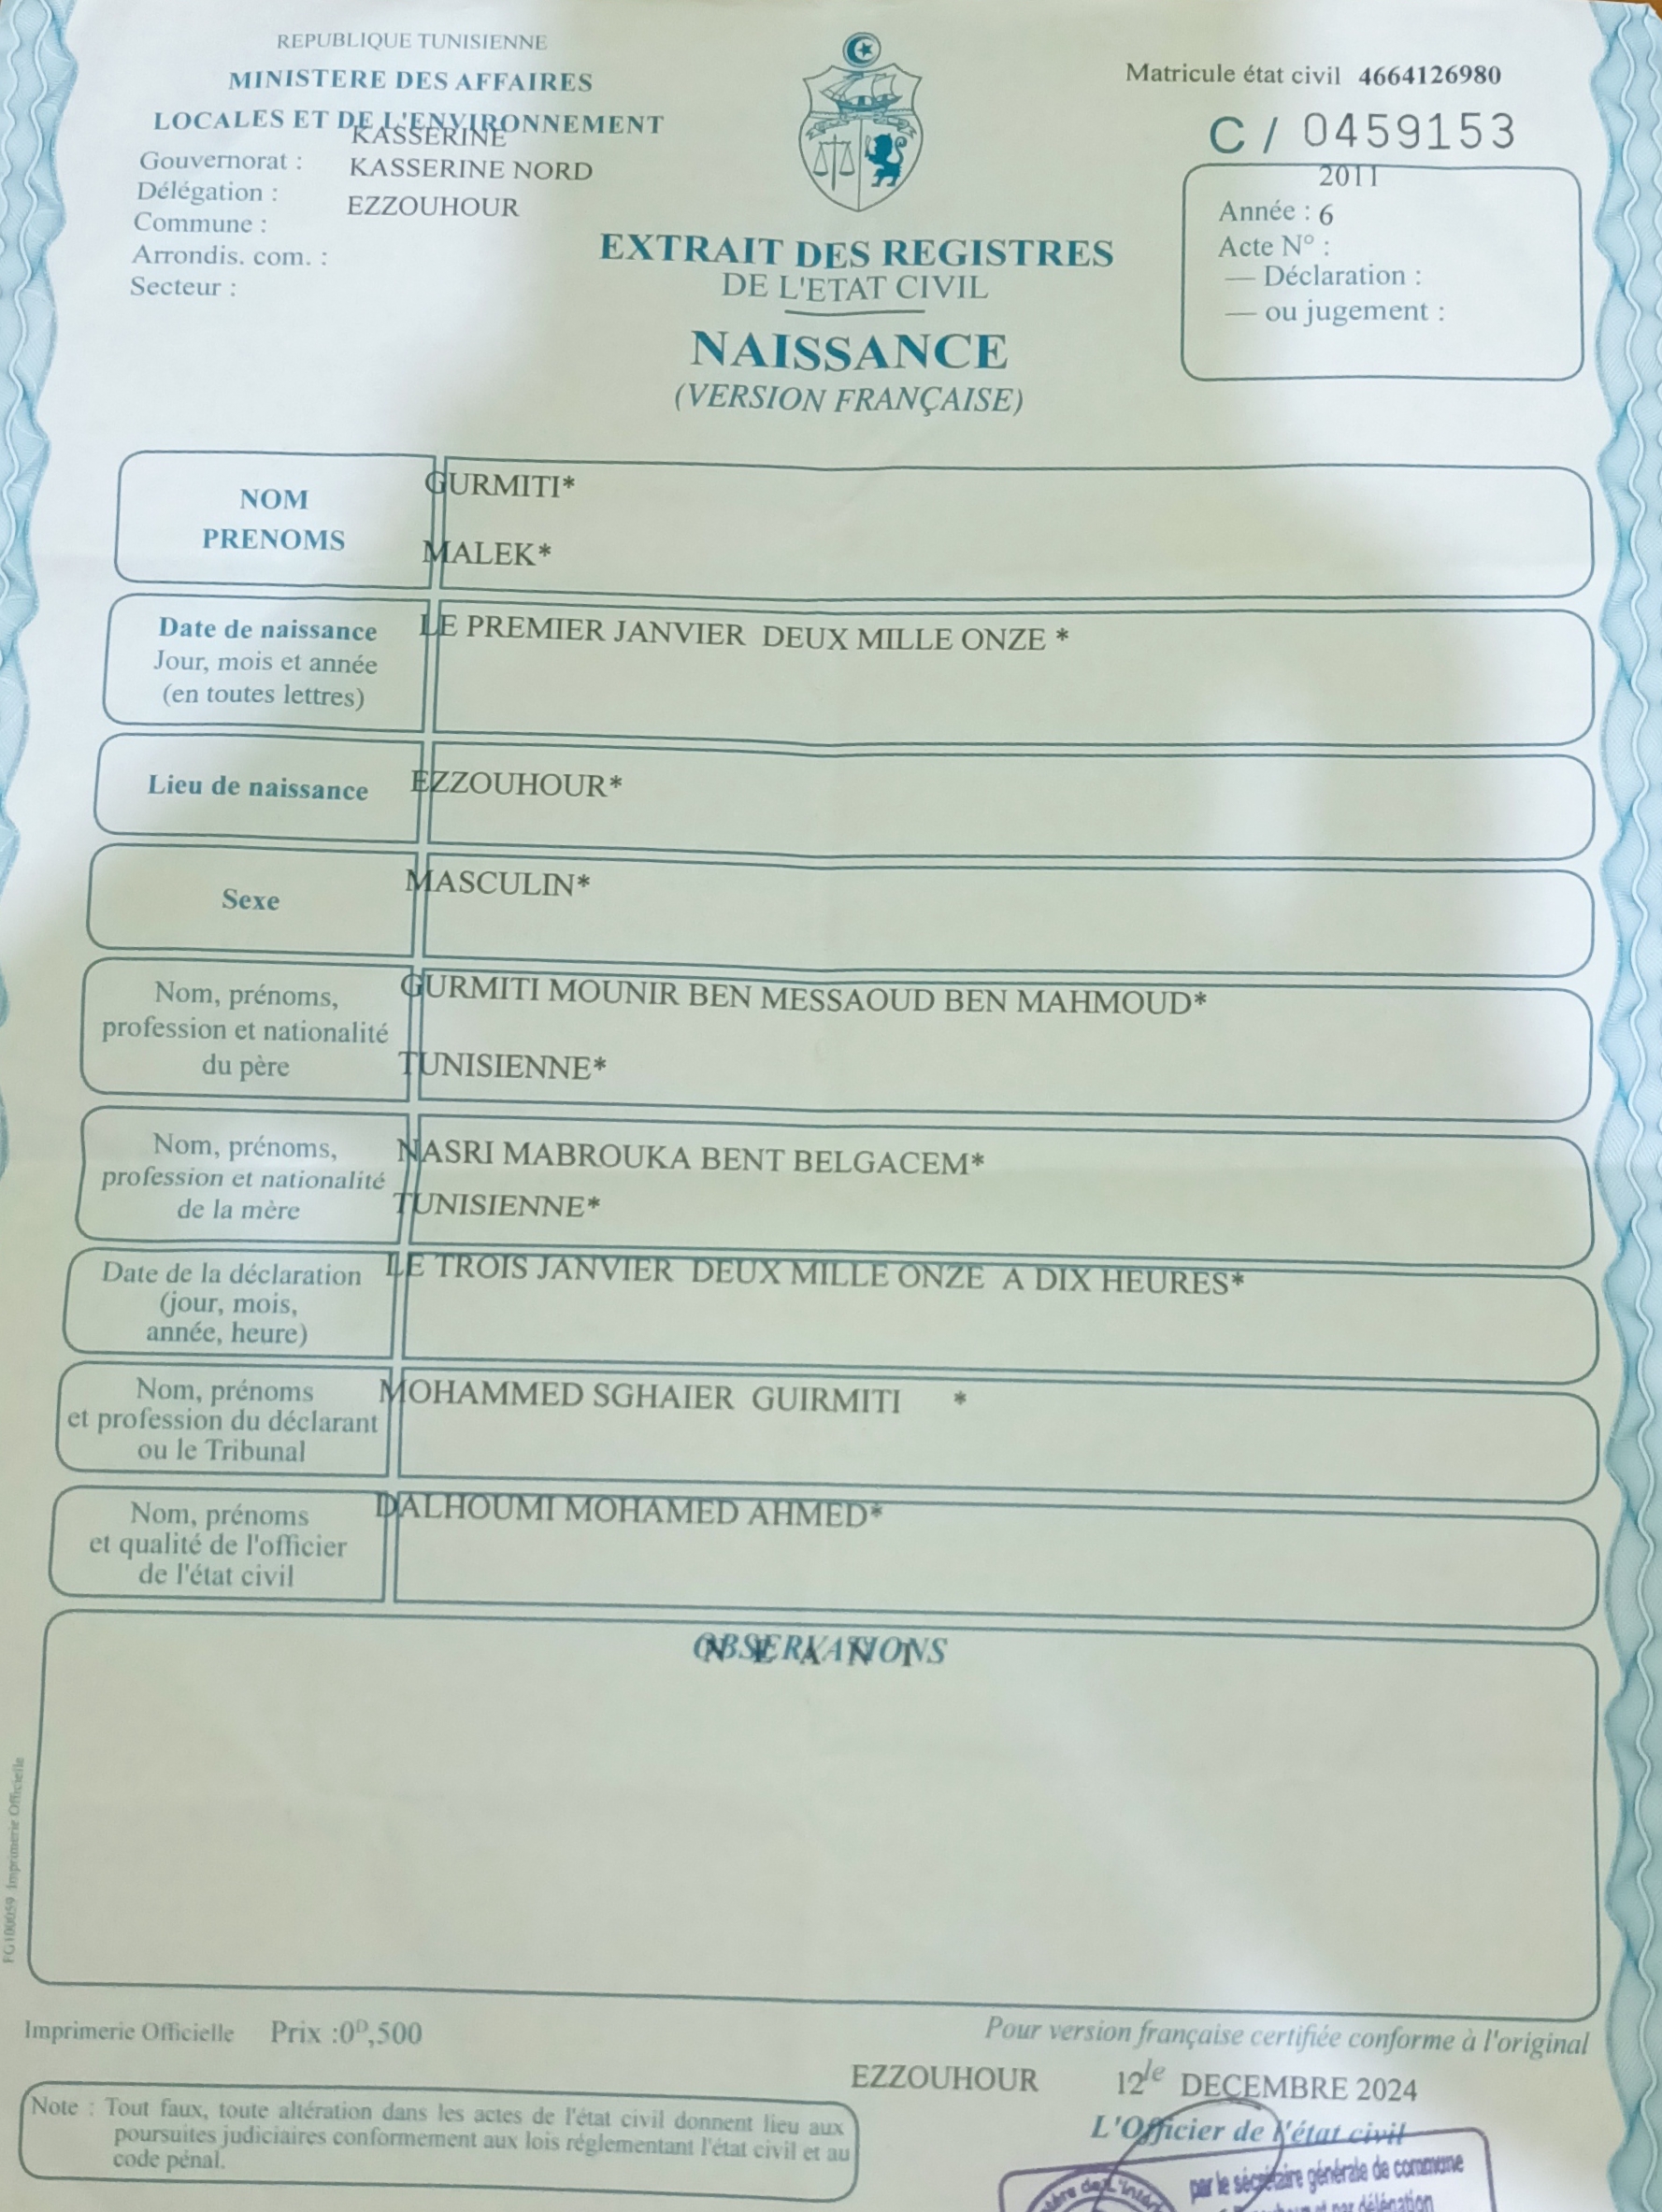 REPUBLIQUE TUNISIENNE
MINISTERE DES AFFAIRES
LOCALES ET DE L'ENVIRONNEMENT
Gouvernorat : KASSERINE
Délégation : KASSERINE NORD
Commune : EZZOUHOUR
Arrondis. com. :
Secteur :
Matricule état civil 4664126980
C / 0459153
2011
Année : 6
Acte N° :
— Déclaration :
— ou jugement :
EXTRAIT DES REGISTRES
DE L'ETAT CIVIL
NAISSANCE
(VERSION FRANÇAISE)
NOM
PRENOMS
GURMITI*
MALEK*
Date de naissance
Jour, mois et année
(en toutes lettres)
LE PREMIER JANVIER DEUX MILLE ONZE *
Lieu de naissance
EZZOUHOUR*
Sexe
MASCULIN*
Nom, prénoms,
profession et nationalité
du père
GURMITI MOUNIR BEN MESSAOUD BEN MAHMOUD*
TUNISIENNE*
Nom, prénoms,
profession et nationalité
de la mère
NASRI MABROUKA BENT BELGACEM*
TUNISIENNE*
Date de la déclaration
(jour, mois,
année, heure)
LE TROIS JANVIER DEUX MILLE ONZE A DIX HEURES*
Nom, prénoms
et profession du déclarant
ou le Tribunal
MOHAMMED SGHAIER GUIRMITI *
Nom, prénoms
et qualité de l'officier
de l'état civil
DALHOUMI MOHAMED AHMED*
OBSERVATIONS
N E A N T
FG100059 Imprimerie Officielle
Imprimerie Officielle Prix :0ᴰ,500
Pour version française certifiée conforme à l'original
EZZOUHOUR 12 le DECEMBRE 2024
L'Officier de l'état civil
Note : Tout faux, toute altération dans les actes de l'état civil donnent lieu aux
poursuites judiciaires conformement aux lois réglementant l'état civil et au
code pénal.
par le sécrétaire générale de commune
et par délégation